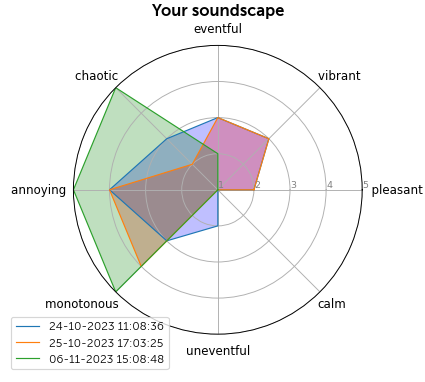 Your soundscape
eventful
chaotic
vibrant
annoying
1
2
3
4
5
pleasant
monotonous
calm
uneventful
24-10-2023 11:08:36
25-10-2023 17:03:25
06-11-2023 15:08:48